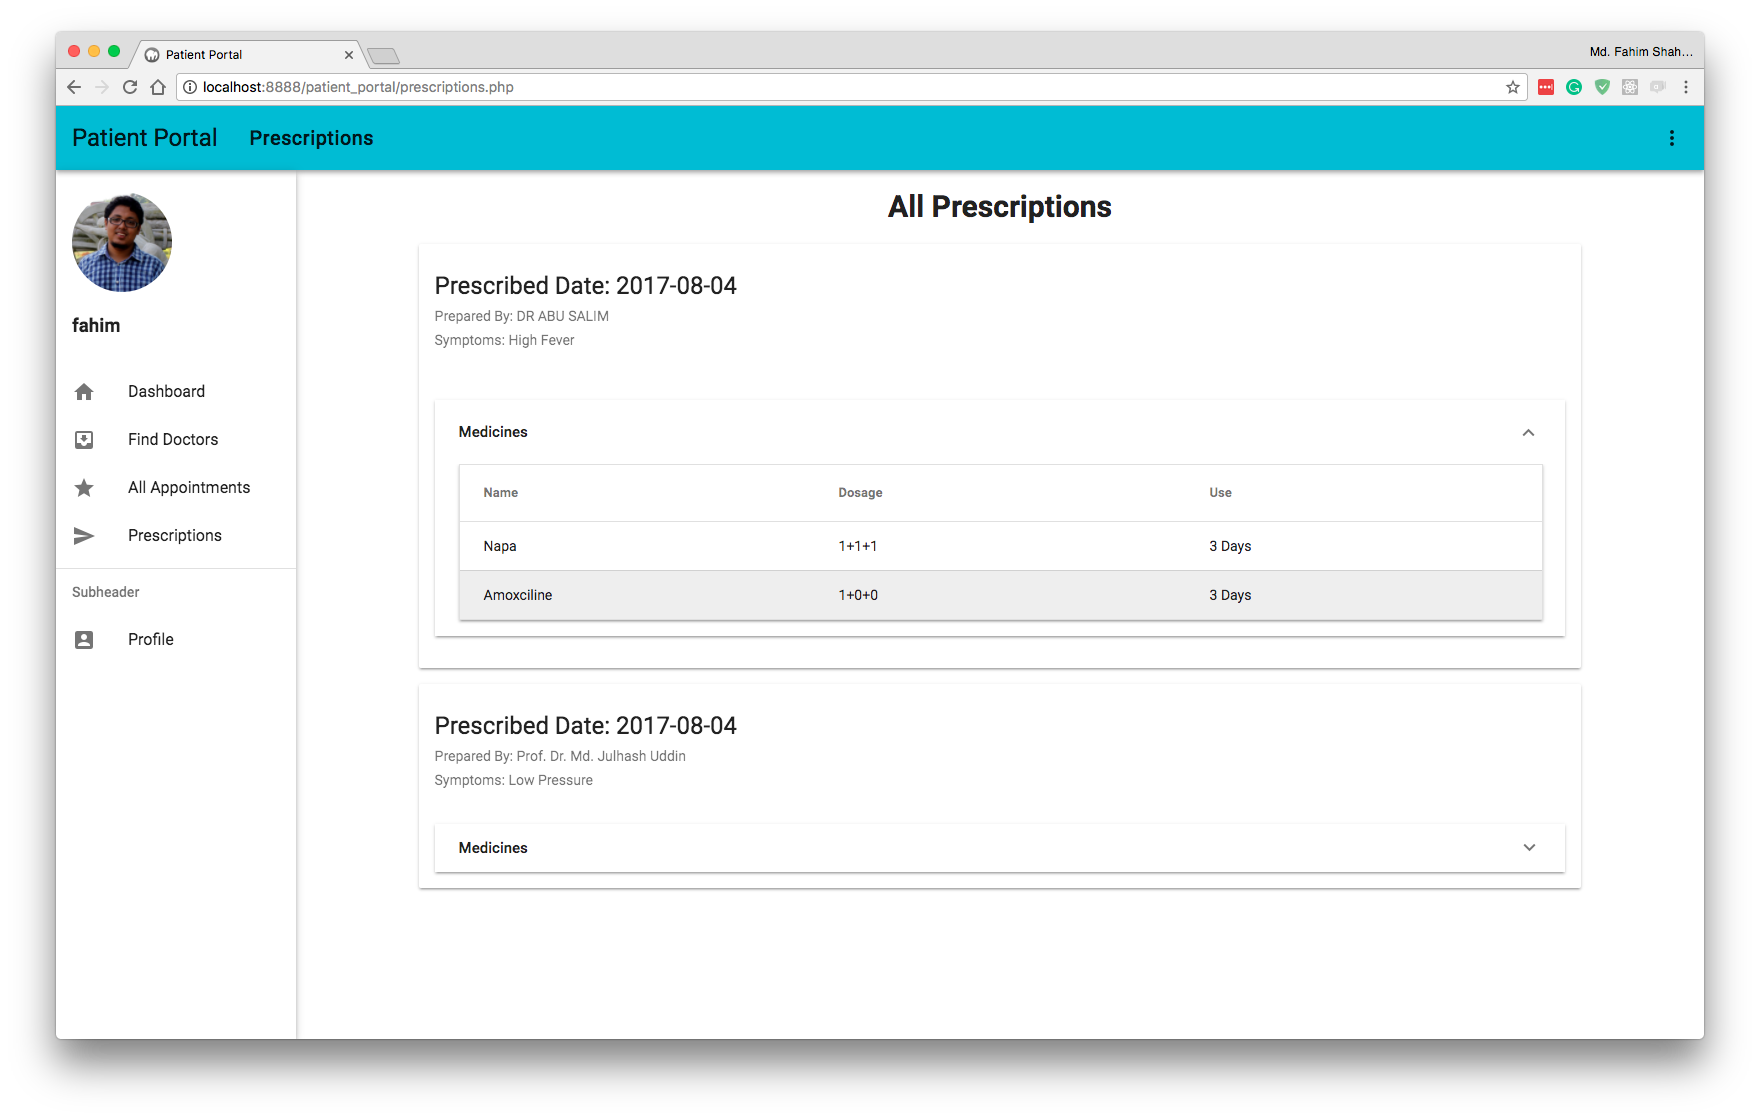 Patient Portal
Md. Fahim Shah...
localhost:8888/patient_portal/prescriptions.php
Patient Portal
Prescriptions
fahim
Dashboard
Find Doctors
All Appointments
Prescriptions
Subheader
Profile
All Prescriptions
Prescribed Date: 2017-08-04
Prepared By: DR ABU SALIM
Symptoms: High Fever
Medicines
Name Dosage Use
Napa 1+1+1 3 Days
Amoxciline 1+0+0 3 Days
Prescribed Date: 2017-08-04
Prepared By: Prof. Dr. Md. Julhash Uddin
Symptoms: Low Pressure
Medicines